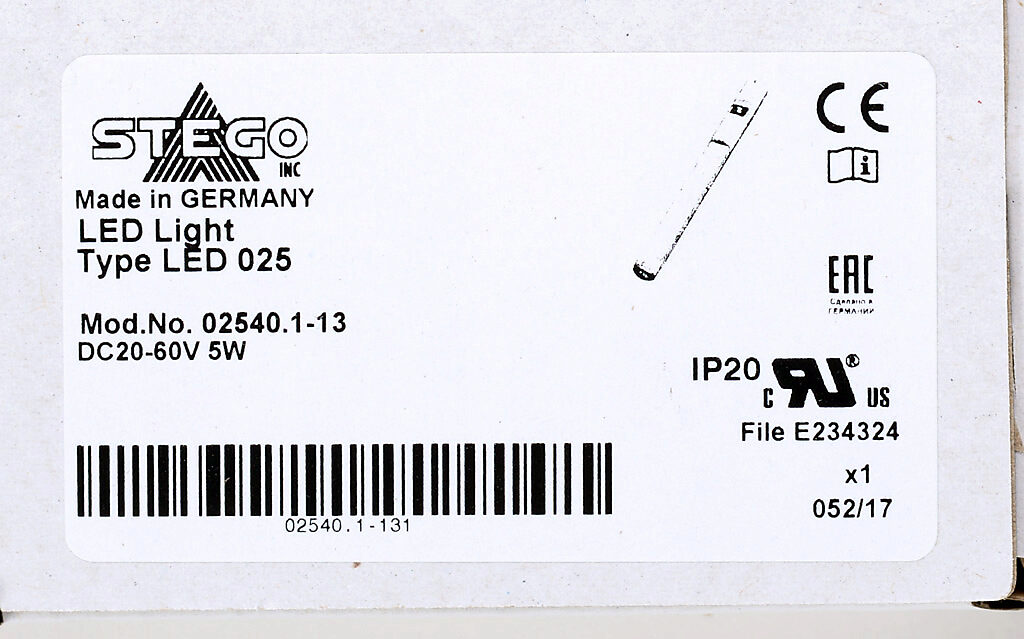 STEGO
INC
Made in GERMANY
LED Light
Type LED 025
Mod.No. 02540.1-13
DC20-60V 5W
02540.1-131
CE
i
EAC
Сделано в
ГЕРМАНИИ
IP20
C RU® US
File E234324
x1
052/17